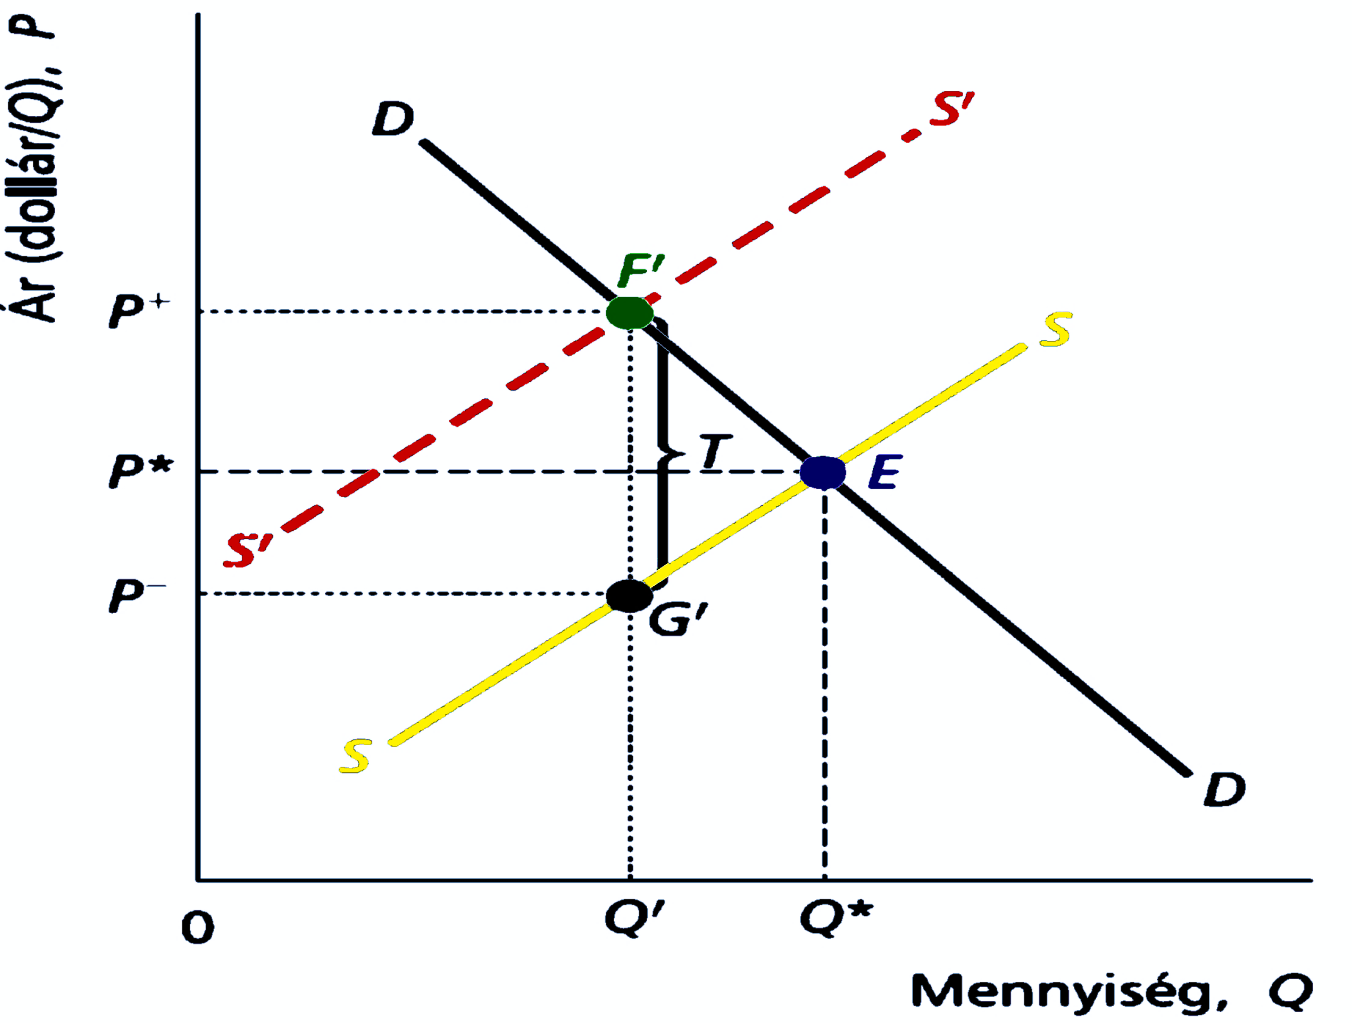 Ár (dollár/Q), P
D
S'
F'
P⁺
S
T
P*
E
S'
P⁻
G'
S
D
0
Q'
Q*
Mennyiség, Q